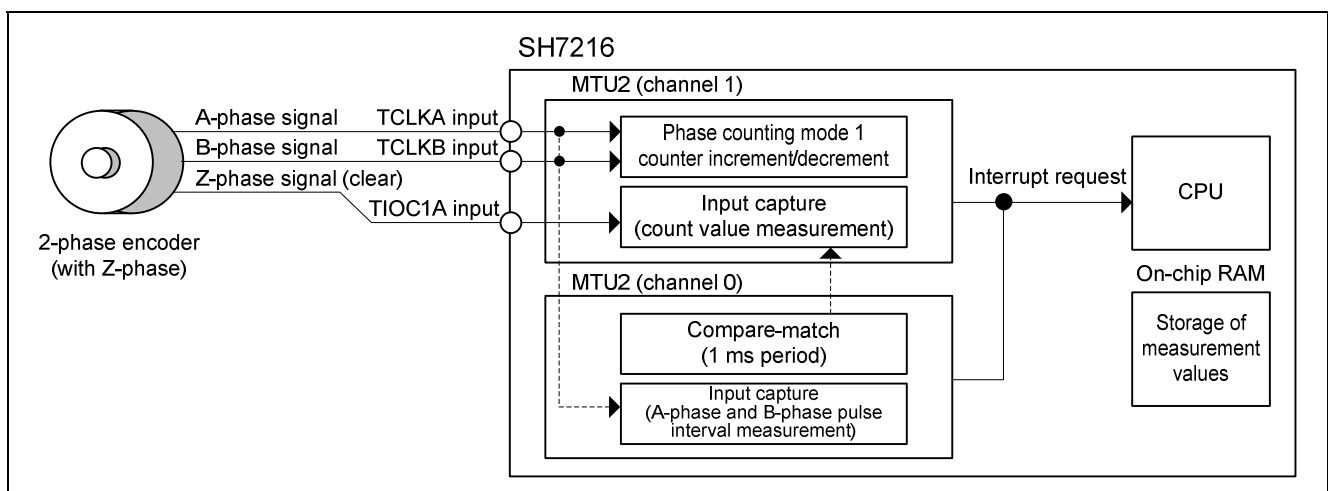 SH7216
MTU2 (channel 1)
A-phase signal
TCLKA input
B-phase signal
TCLKB input
Z-phase signal (clear)
TIOC1A input
2-phase encoder
(with Z-phase)
Phase counting mode 1
counter increment/decrement
Input capture
(count value measurement)
MTU2 (channel 0)
Compare-match
(1 ms period)
Input capture
(A-phase and B-phase pulse
interval measurement)
Interrupt request
CPU
On-chip RAM
Storage of
measurement
values